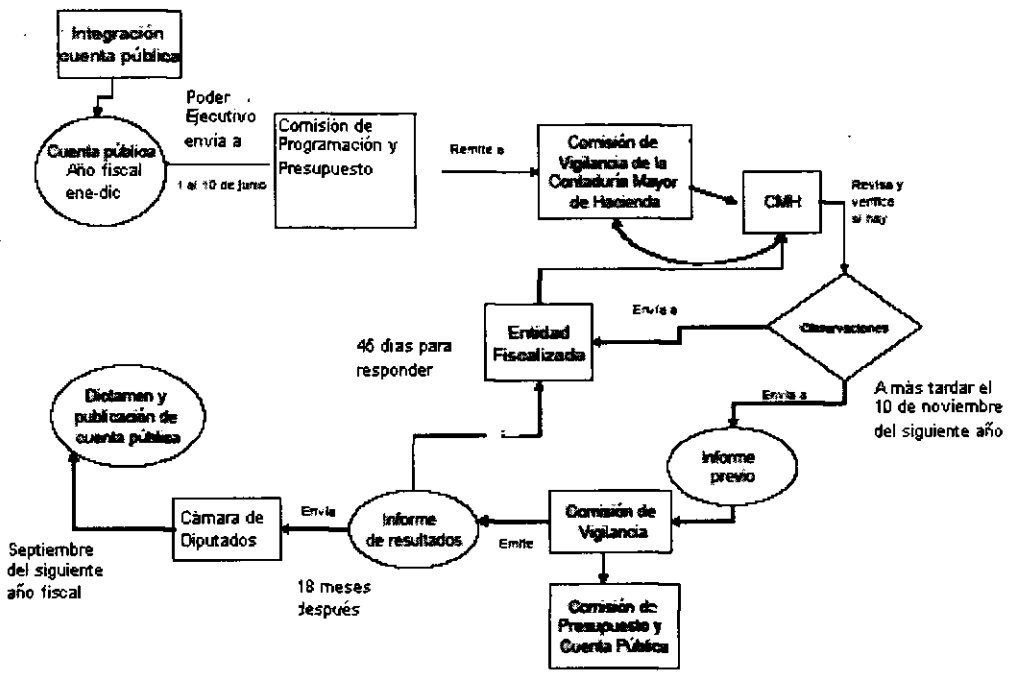 Integración
cuenta pública
Poder
Ejecutivo
envía a
Cuenta pública
Año fiscal
ene-dic
1 al 10 de junio
Comisión de
Programación y
Presupuesto
Remite a
Comisión de
Vigilancia de la
Contaduría Mayor
de Hacienda
CMH
Revisa y
verifica
si hay
Observaciones
Envía a
Entidad
Fiscalizada
45 dias para
responder
A más tardar el
10 de noviembre
del siguiente año
Envía a
Informe
previo
Comisión de
Vigilancia
Emite
Informe
de resultados
18 meses
después
Envía
Cámara de
Diputados
Dictamen y
publicación de
cuenta pública
Septiembre
del siguiente
año fiscal
Comisión de
Presupuesto y
Cuenta Pública